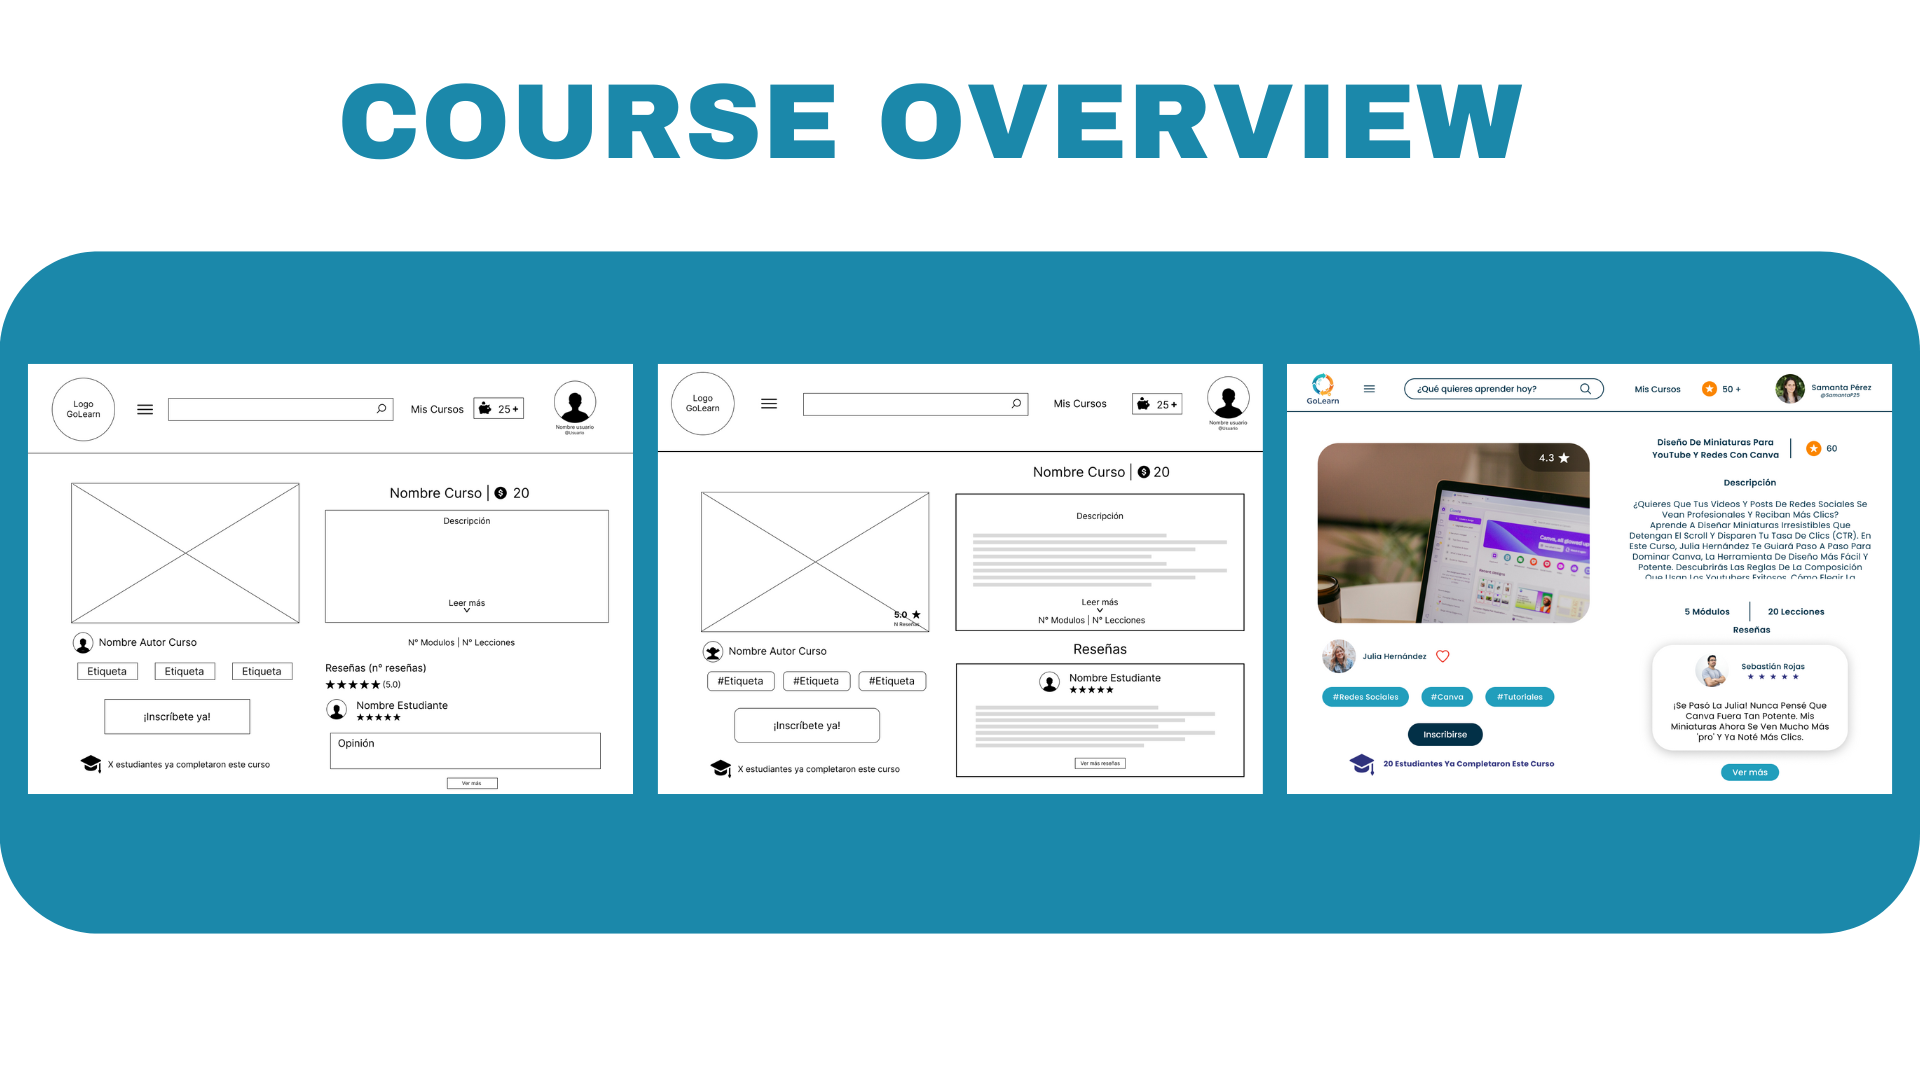 COURSE OVERVIEW
Logo
GoLearn
Mis Cursos
25+
Nombre usuario
@Usuario
Nombre Curso | 20
Descripción
Leer más
N° Modulos | N° Lecciones
Nombre Autor Curso
Etiqueta
Etiqueta
Etiqueta
¡Inscríbete ya!
X estudiantes ya completaron este curso
Reseñas (n° reseñas)
★★★★★ (5.0)
Nombre Estudiante
★★★★★
Opinión
Ver más
Logo
GoLearn
Mis Cursos
25+
Nombre usuario
@Usuario
5.0 ★
N Reseñas
Nombre Autor Curso
#Etiqueta
#Etiqueta
#Etiqueta
¡Inscríbete ya!
X estudiantes ya completaron este curso
Nombre Curso | 20
Descripción
Leer más
N° Modulos | N° Lecciones
Reseñas
Nombre Estudiante
★★★★★
Ver más reseñas
GoLearn
¿Qué quieres aprender hoy?
Mis Cursos
50 +
Samanta Pérez
@SamantaP25
4.3 ★
Julia Hernández
#Redes Sociales
#Canva
#Tutoriales
Inscribirse
20 Estudiantes Ya Completaron Este Curso
Diseño De Miniaturas Para
YouTube Y Redes Con Canva
60
Descripción
¿Quieres Que Tus Videos Y Posts De Redes Sociales Se
Vean Profesionales Y Reciban Más Clics?
Aprende A Diseñar Miniaturas Irresistibles Que
Detengan El Scroll Y Disparen Tu Tasa De Clics (CTR). En
Este Curso, Julia Hernández Te Guiará Paso A Paso Para
Dominar Canva, La Herramienta De Diseño Más Fácil Y
Potente. Descubrirás Las Reglas De La Composición
Que Usan Los Youtubers Exitosos, Cómo Elegir La
5 Módulos | 20 Lecciones
Reseñas
Sebastián Rojas
★ ★ ★ ★ ★
¡Se Pasó La Julia! Nunca Pensé Que
Canva Fuera Tan Potente. Mis
Miniaturas Ahora Se Ven Mucho Más
'pro' Y Ya Noté Más Clics.
Ver más